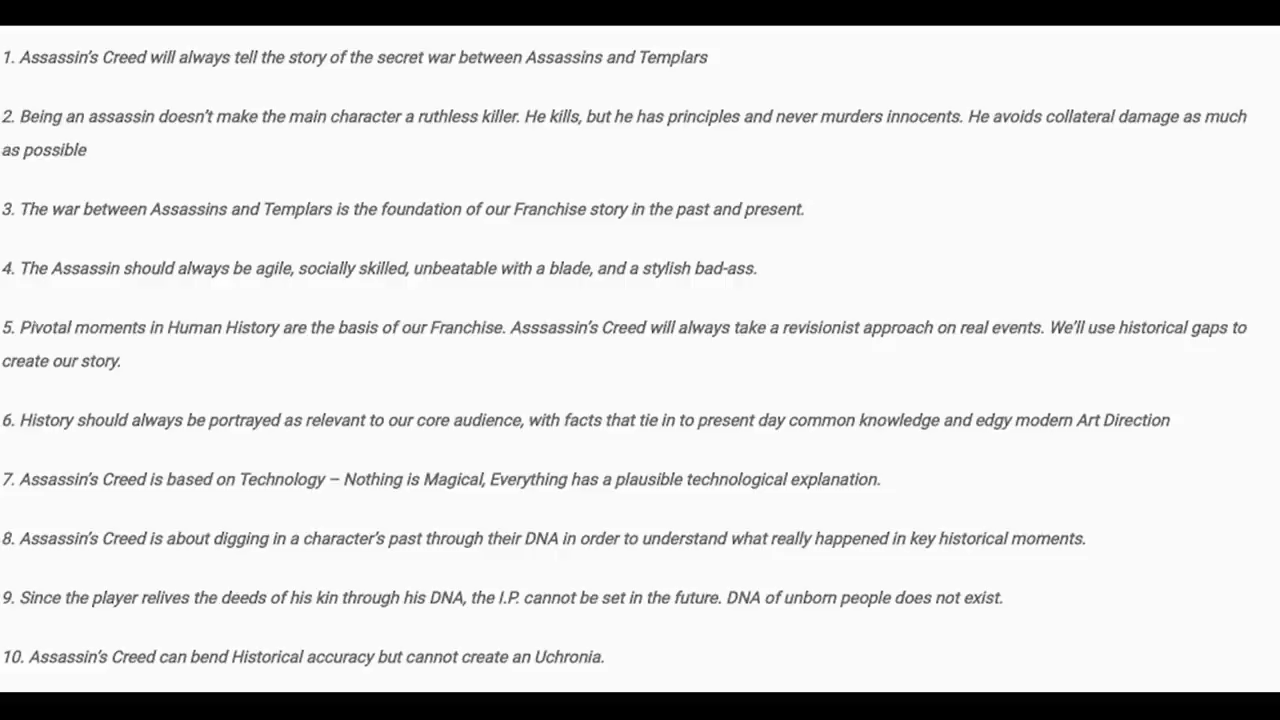 1. Assassin's Creed will always tell the story of the secret war between Assassins and Templars
2. Being an assassin doesn't make the main character a ruthless killer. He kills, but he has principles and never murders innocents. He avoids collateral damage as much
as possible
3. The war between Assassins and Templars is the foundation of our Franchise story in the past and present.
4. The Assassin should always be agile, socially skilled, unbeatable with a blade, and a stylish bad-ass.
5. Pivotal moments in Human History are the basis of our Franchise. Asssassin's Creed will always take a revisionist approach on real events. We'll use historical gaps to
create our story.
6. History should always be portrayed as relevant to our core audience, with facts that tie in to present day common knowledge and edgy modern Art Direction
7. Assassin's Creed is based on Technology – Nothing is Magical, Everything has a plausible technological explanation.
8. Assassin's Creed is about digging in a character's past through their DNA in order to understand what really happened in key historical moments.
9. Since the player relives the deeds of his kin through his DNA, the I.P. cannot be set in the future. DNA of unborn people does not exist.
10. Assassin's Creed can bend Historical accuracy but cannot create an Uchronia.